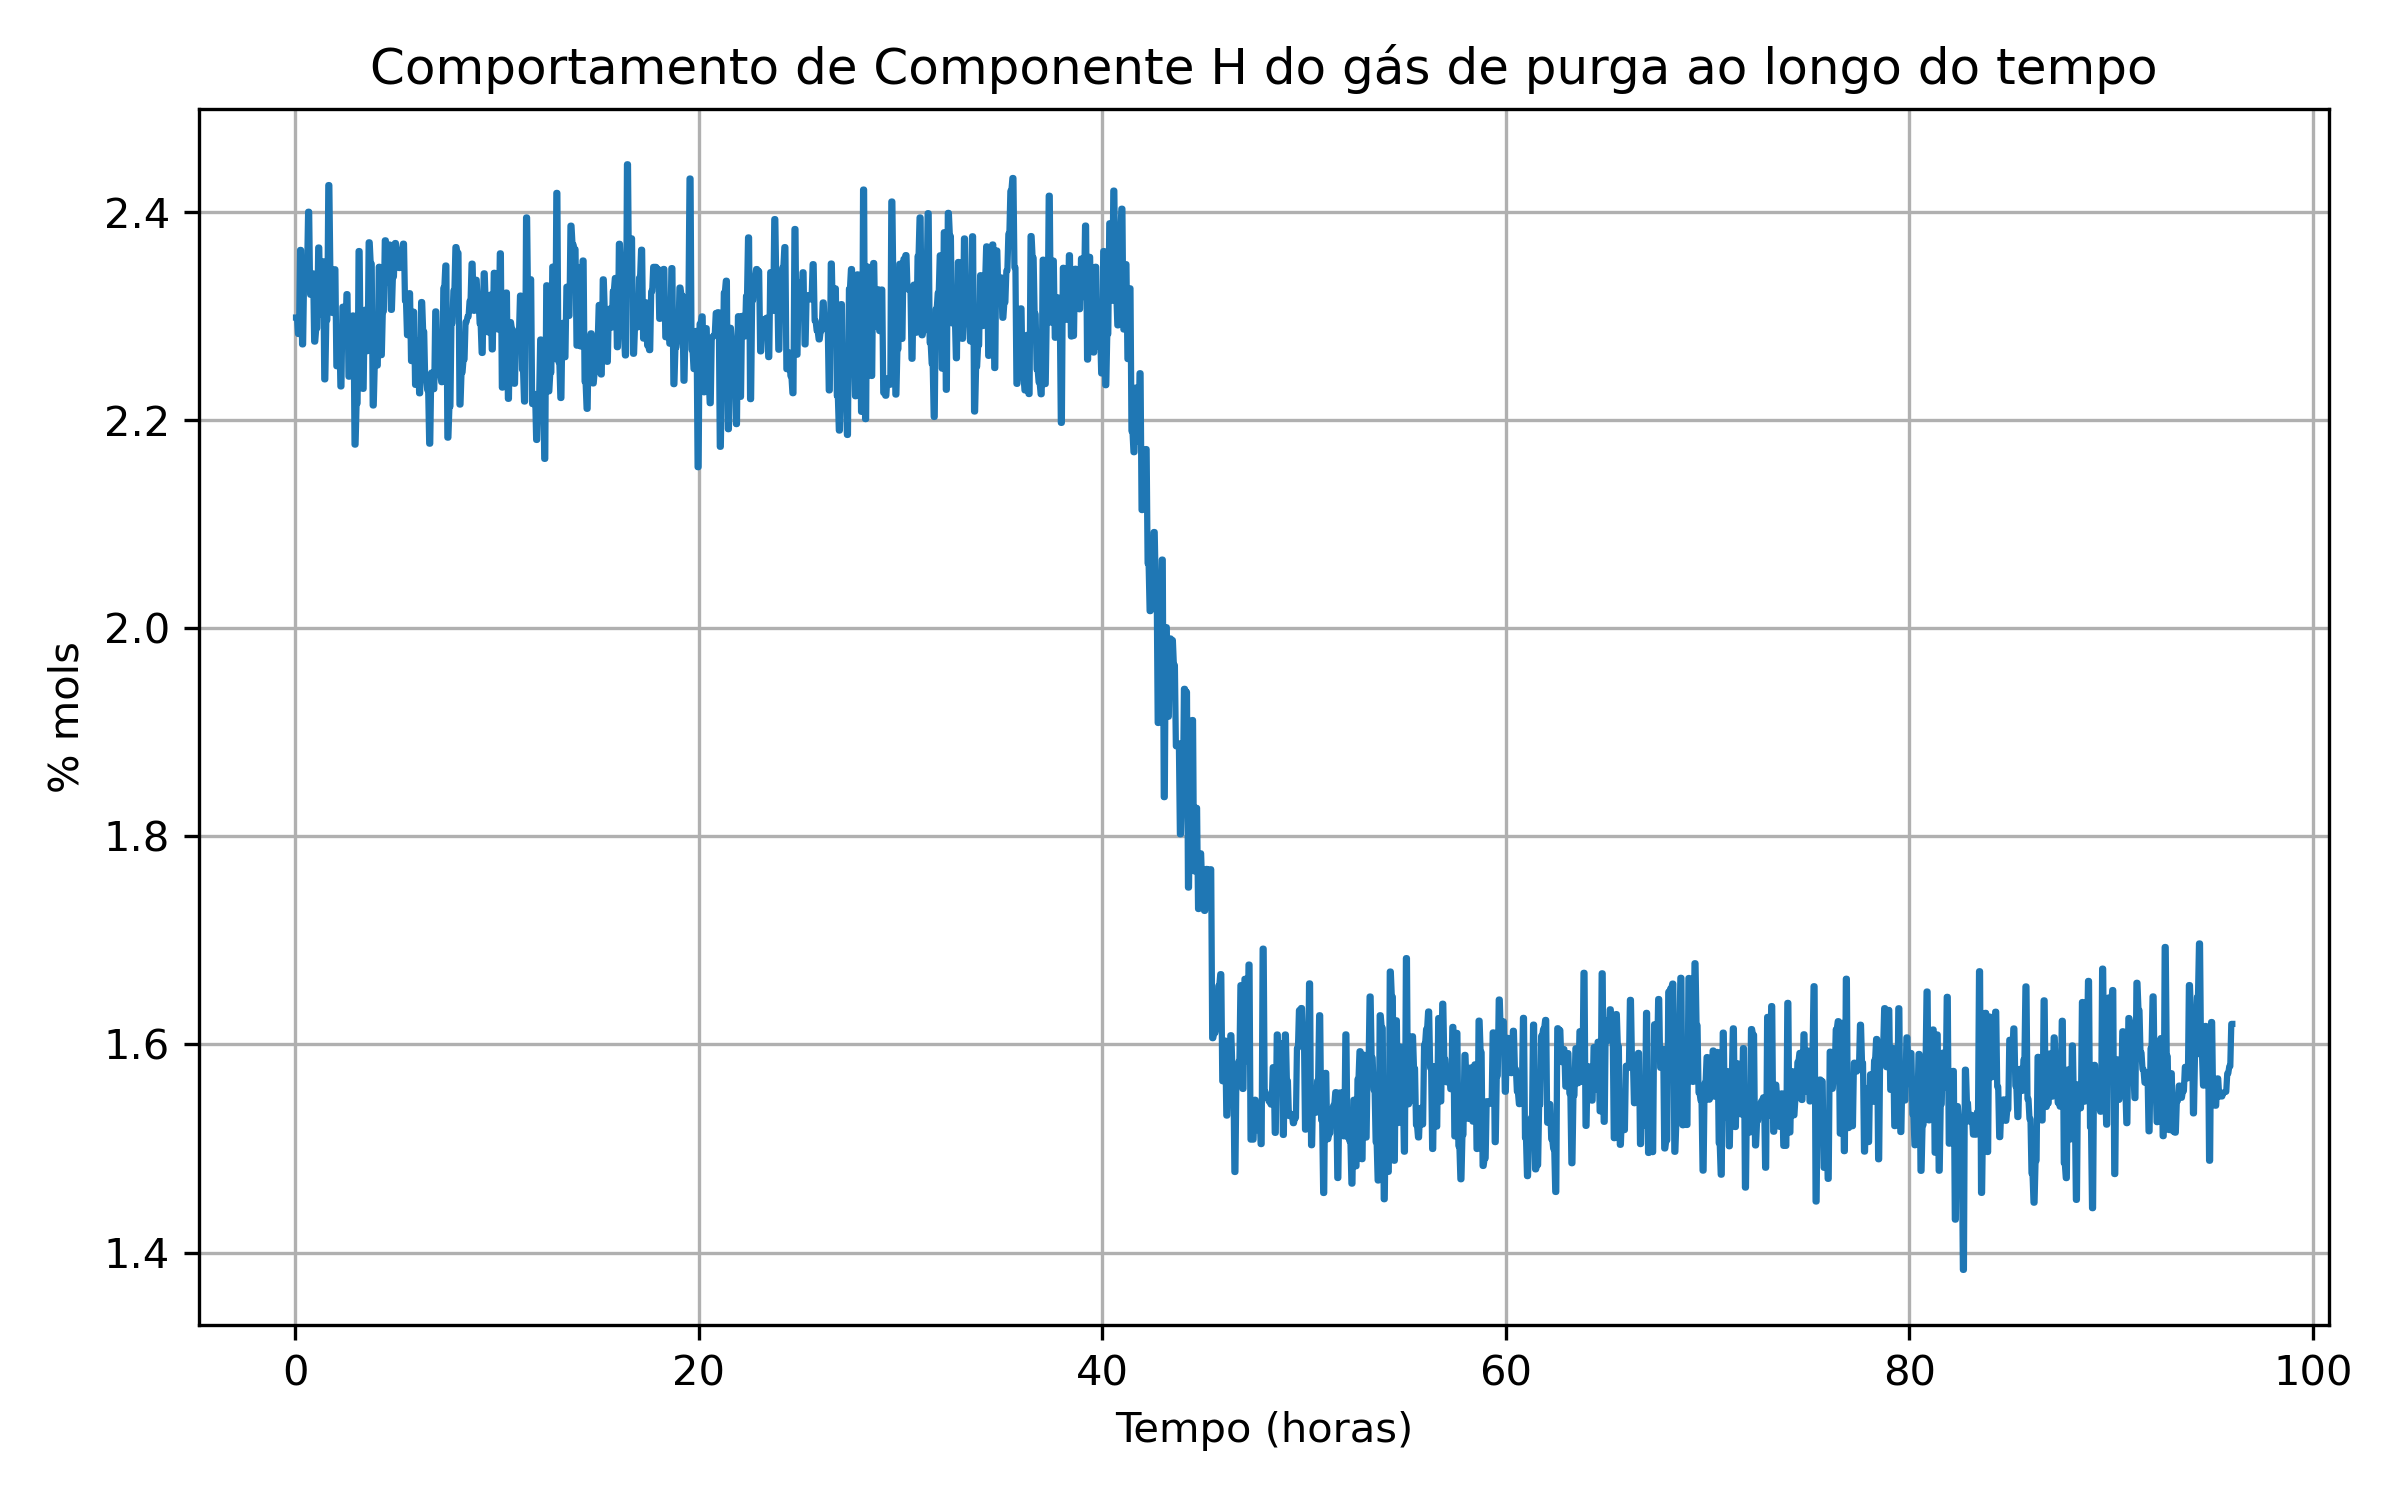 Comportamento de Componente H do gás de purga ao longo do tempo
% mols
2.4
2.2
2.0
1.8
1.6
1.4
0 20 40 60 80 100
Tempo (horas)